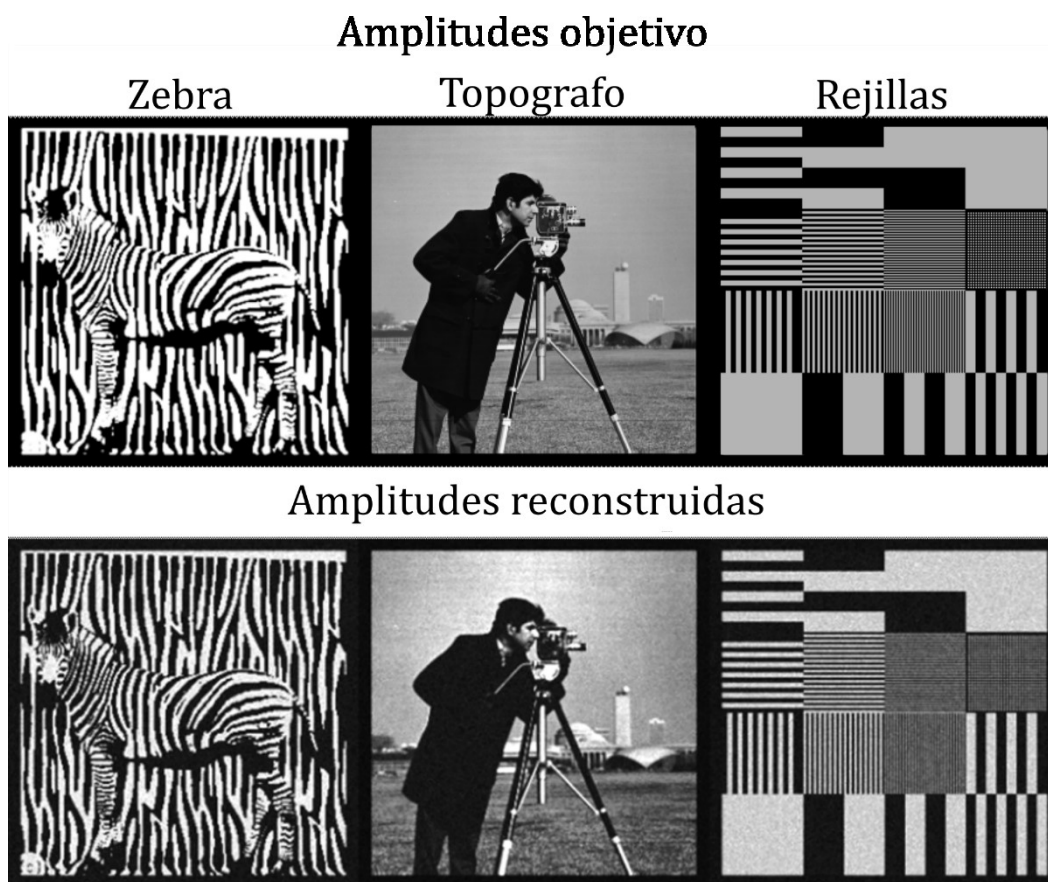 Amplitudes objetivo
Zebra Topografo Rejillas
Amplitudes reconstruidas